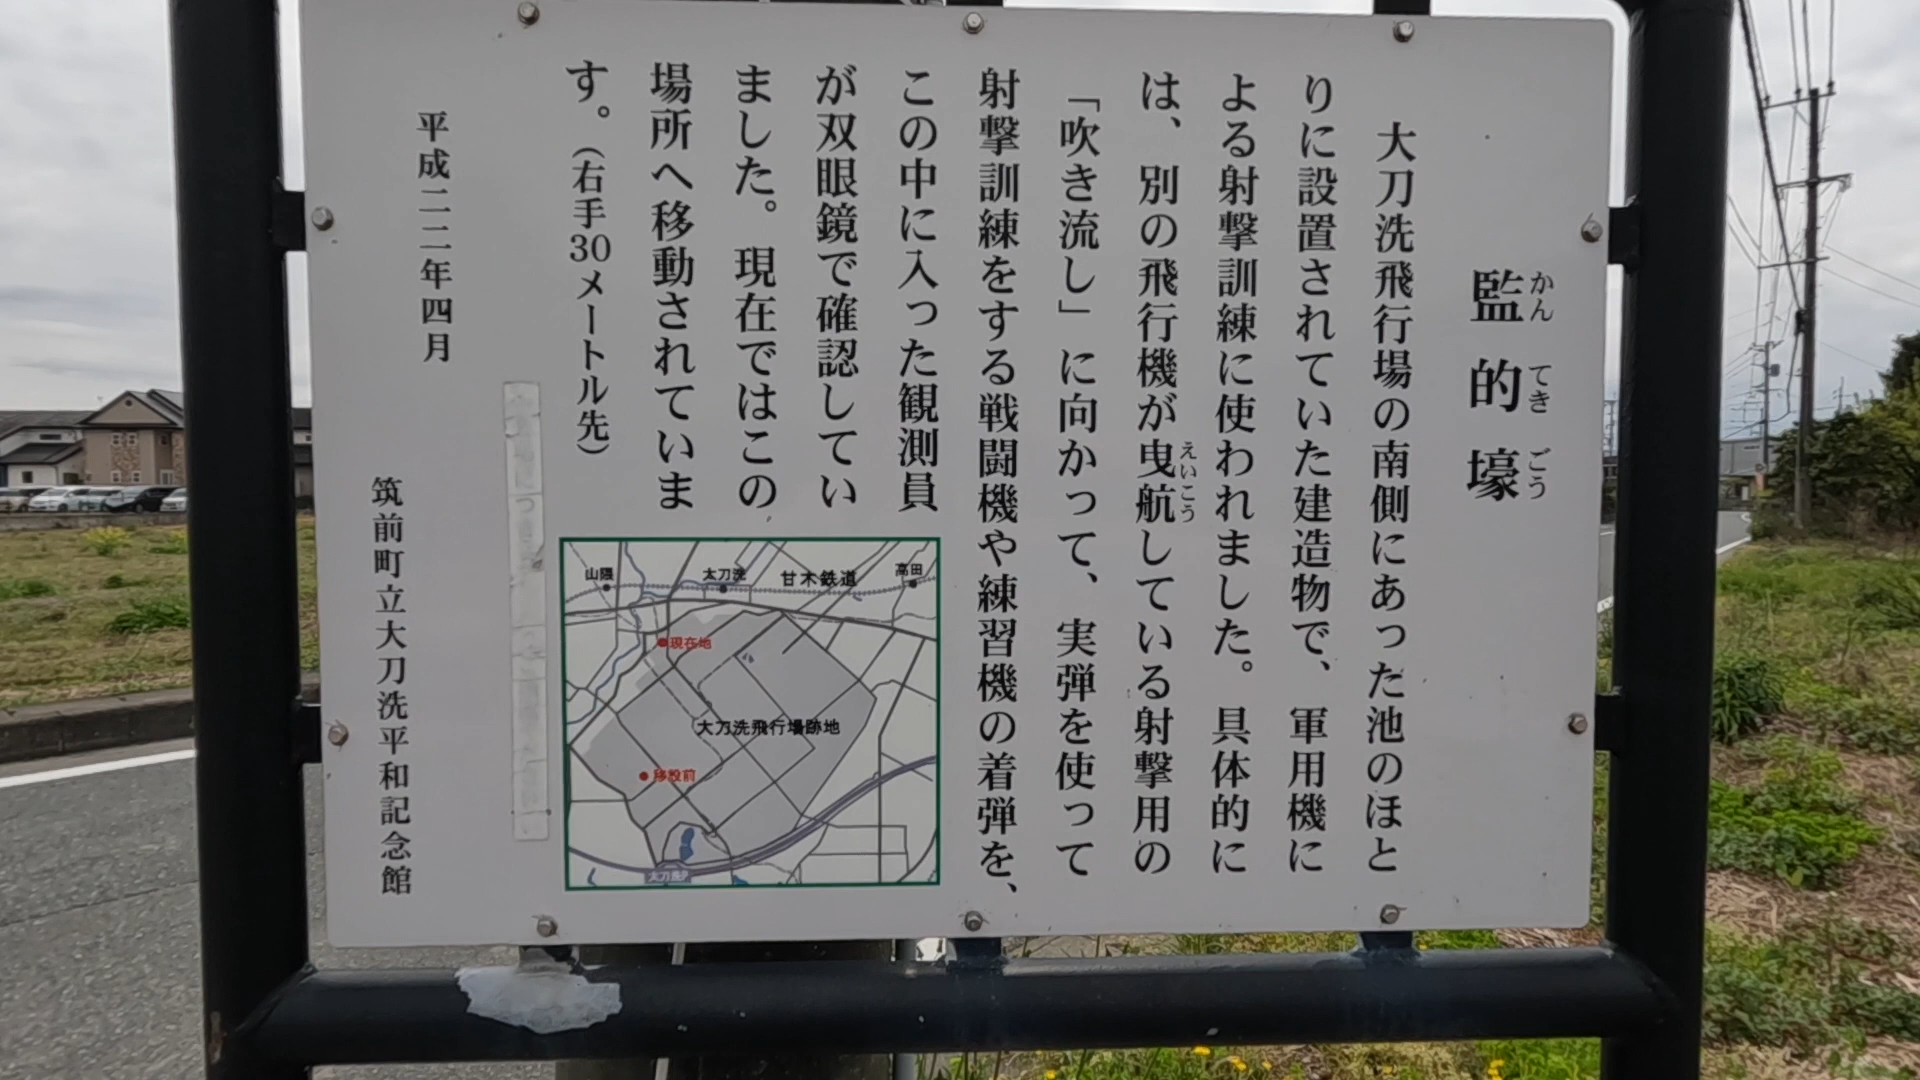 監的壕
かん てき ごう
大刀洗飛行場の南側にあった池のほと
りに設置されていた建造物で、軍用機に
よる射撃訓練に使われました。具体的に
は、別の飛行機が曳航している射撃用の
えいこう
「吹き流し」に向かって、実弾を使って
射撃訓練をする戦闘機や練習機の着弾を、
この中に入った観測員
が双眼鏡で確認してい
ました。現在ではこの
場所へ移動されていま
す。（右手30メートル先）
平成二二年四月
筑前町立大刀洗平和記念館
山隈
太刀洗
甘木鉄道
高田
現在地
大刀洗飛行場跡地
移設前